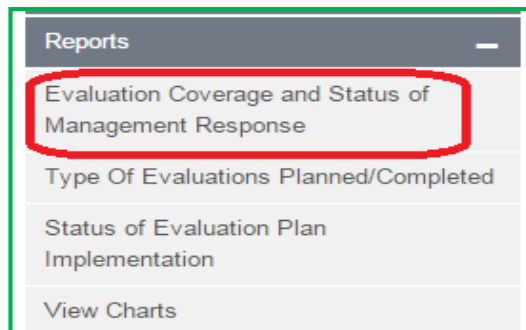 Reports
Evaluation Coverage and Status of
Management Response
Type Of Evaluations Planned/Completed
Status of Evaluation Plan
Implementation
View Charts